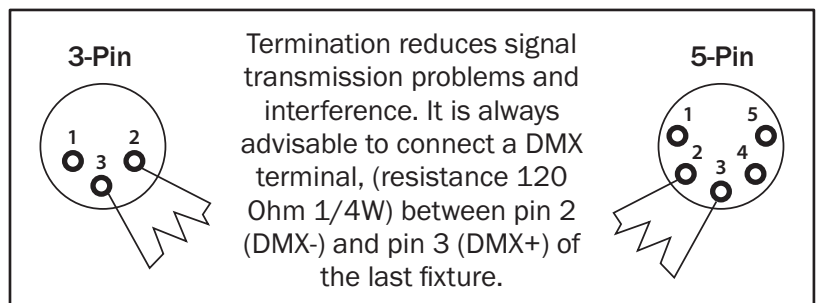 3-Pin
1
2
3
Termination reduces signal
transmission problems and
interference. It is always
advisable to connect a DMX
terminal, (resistance 120
Ohm 1/4W) between pin 2
(DMX-) and pin 3 (DMX+) of
the last fixture.
5-Pin
1
5
2
4
3